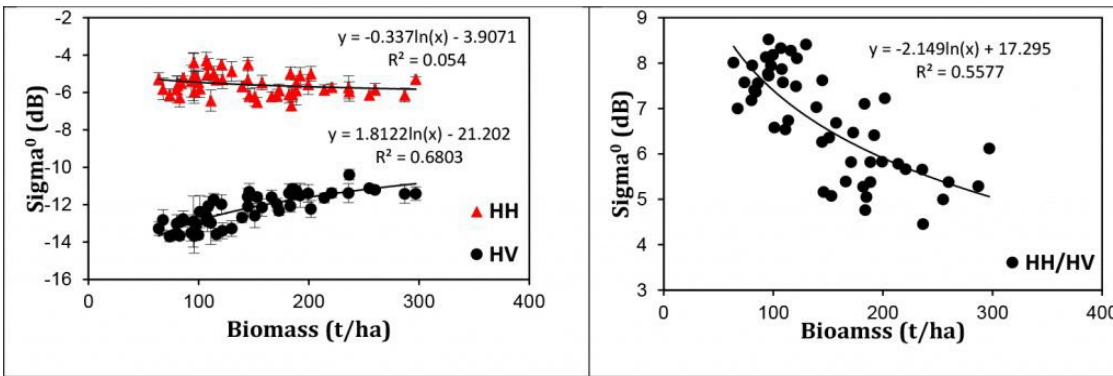 -2
-4
-6
-8
-10
-12
-14
-16
Sigma⁰ (dB)
y = -0.337ln(x) - 3.9071
R² = 0.054
y = 1.8122ln(x) - 21.202
R² = 0.6803
HH
HV
0 100 200 300 400
Biomass (t/ha)
9
8
7
6
5
4
3
Sigma⁰ (dB)
y = -2.149ln(x) + 17.295
R² = 0.5577
HH/HV
0 100 200 300 400
Bioamss (t/ha)